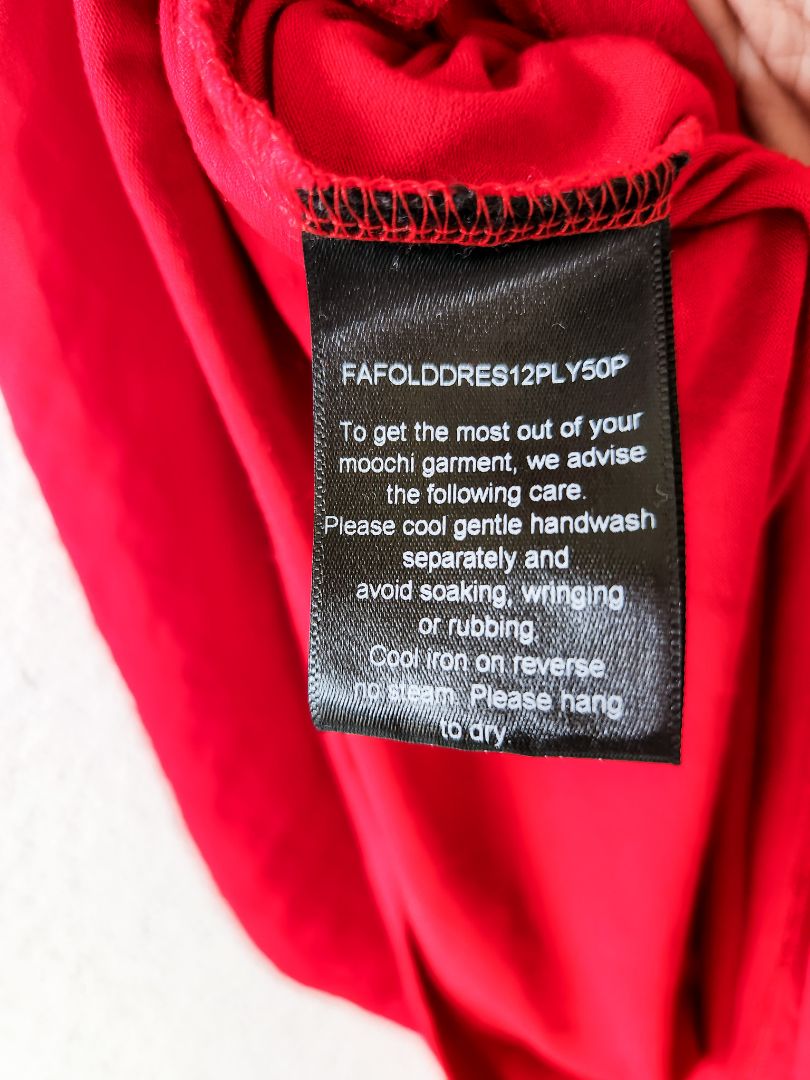 FAFOLDDRES12PLY50P
To get the most out of your
moochi garment, we advise
the following care.
Please cool gentle handwash
separately and
avoid soaking, wringing
or rubbing.
Cool iron on reverse
no steam. Please hang
to dry.